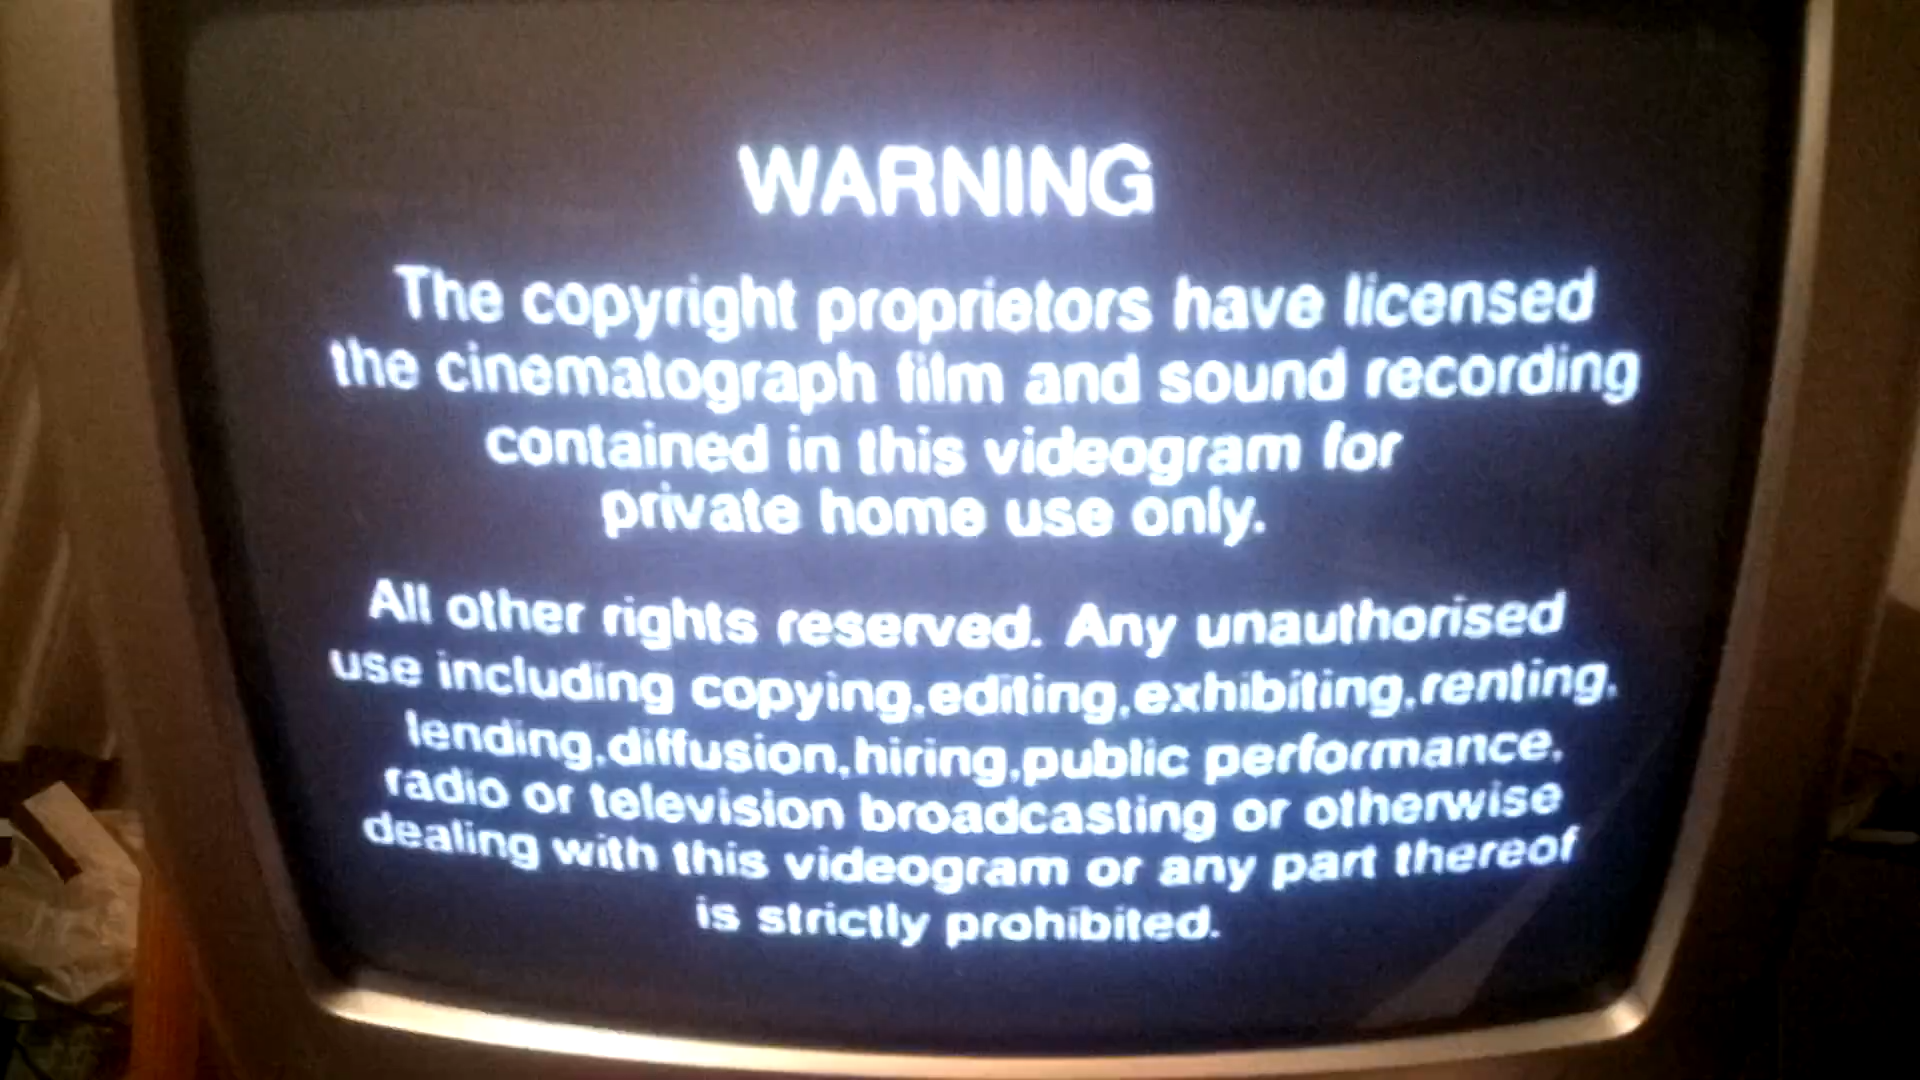 WARNING
The copyright proprietors have licensed
the cinematograph film and sound recording
contained in this videogram for
private home use only.
All other rights reserved. Any unauthorised
use including copying,editing,exhibiting,renting,
lending,diffusion,hiring,public performance,
radio or television broadcasting or otherwise
dealing with this videogram or any part thereof
is strictly prohibited.